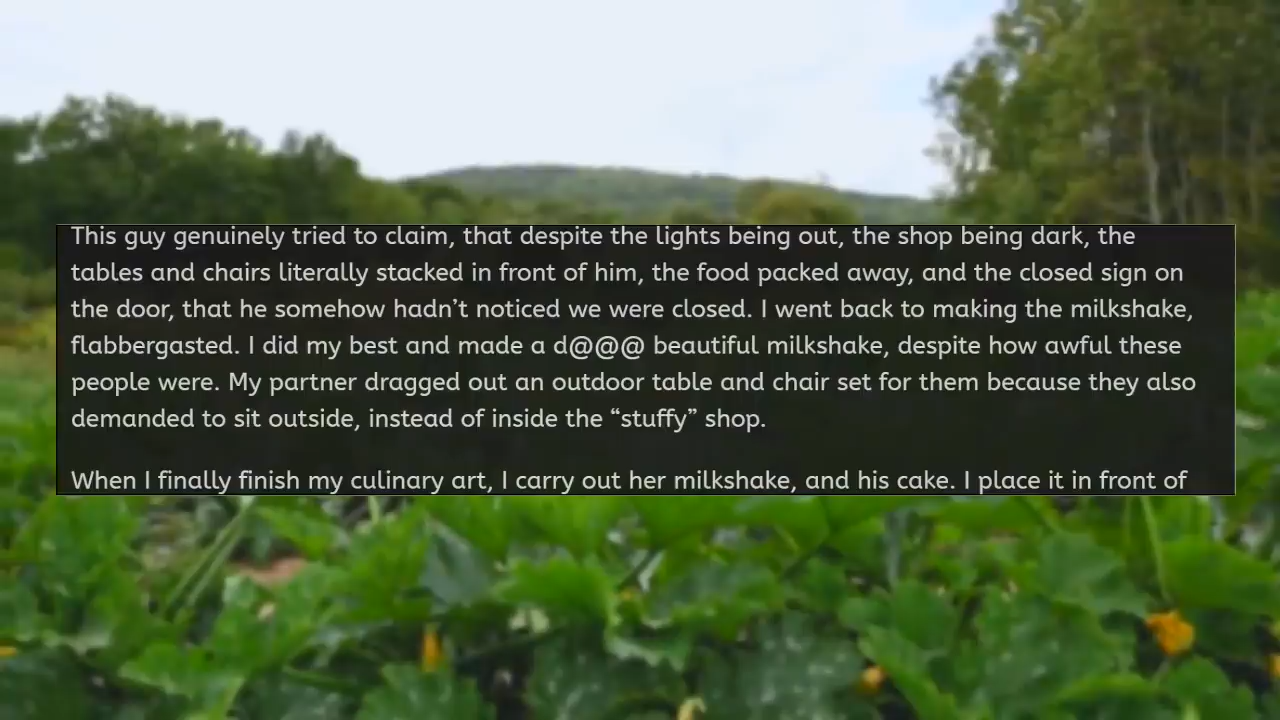 This guy genuinely tried to claim, that despite the lights being out, the shop being dark, the
tables and chairs literally stacked in front of him, the food packed away, and the closed sign on
the door, that he somehow hadn’t noticed we were closed. I went back to making the milkshake,
flabbergasted. I did my best and made a d@@@ beautiful milkshake, despite how awful these
people were. My partner dragged out an outdoor table and chair set for them because they also
demanded to sit outside, instead of inside the “stuffy” shop.
When I finally finish my culinary art, I carry out her milkshake, and his cake. I place it in front of